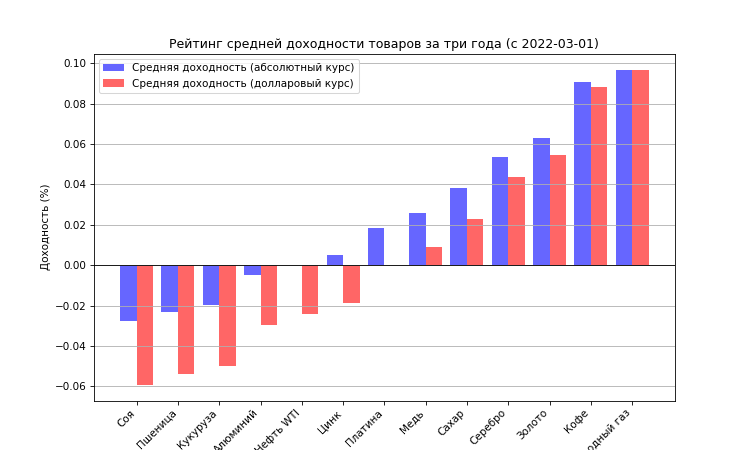 Рейтинг средней доходности товаров за три года (с 2022-03-01)
Средняя доходность (абсолютный курс)
Средняя доходность (долларовый курс)
Доходность (%)
0.10
0.08
0.06
0.04
0.02
0.00
−0.02
−0.04
−0.06
Соя
Пшеница
Кукуруза
Алюминий
Нефть WTI
Цинк
Платина
Медь
Сахар
Серебро
Золото
Кофе
газ